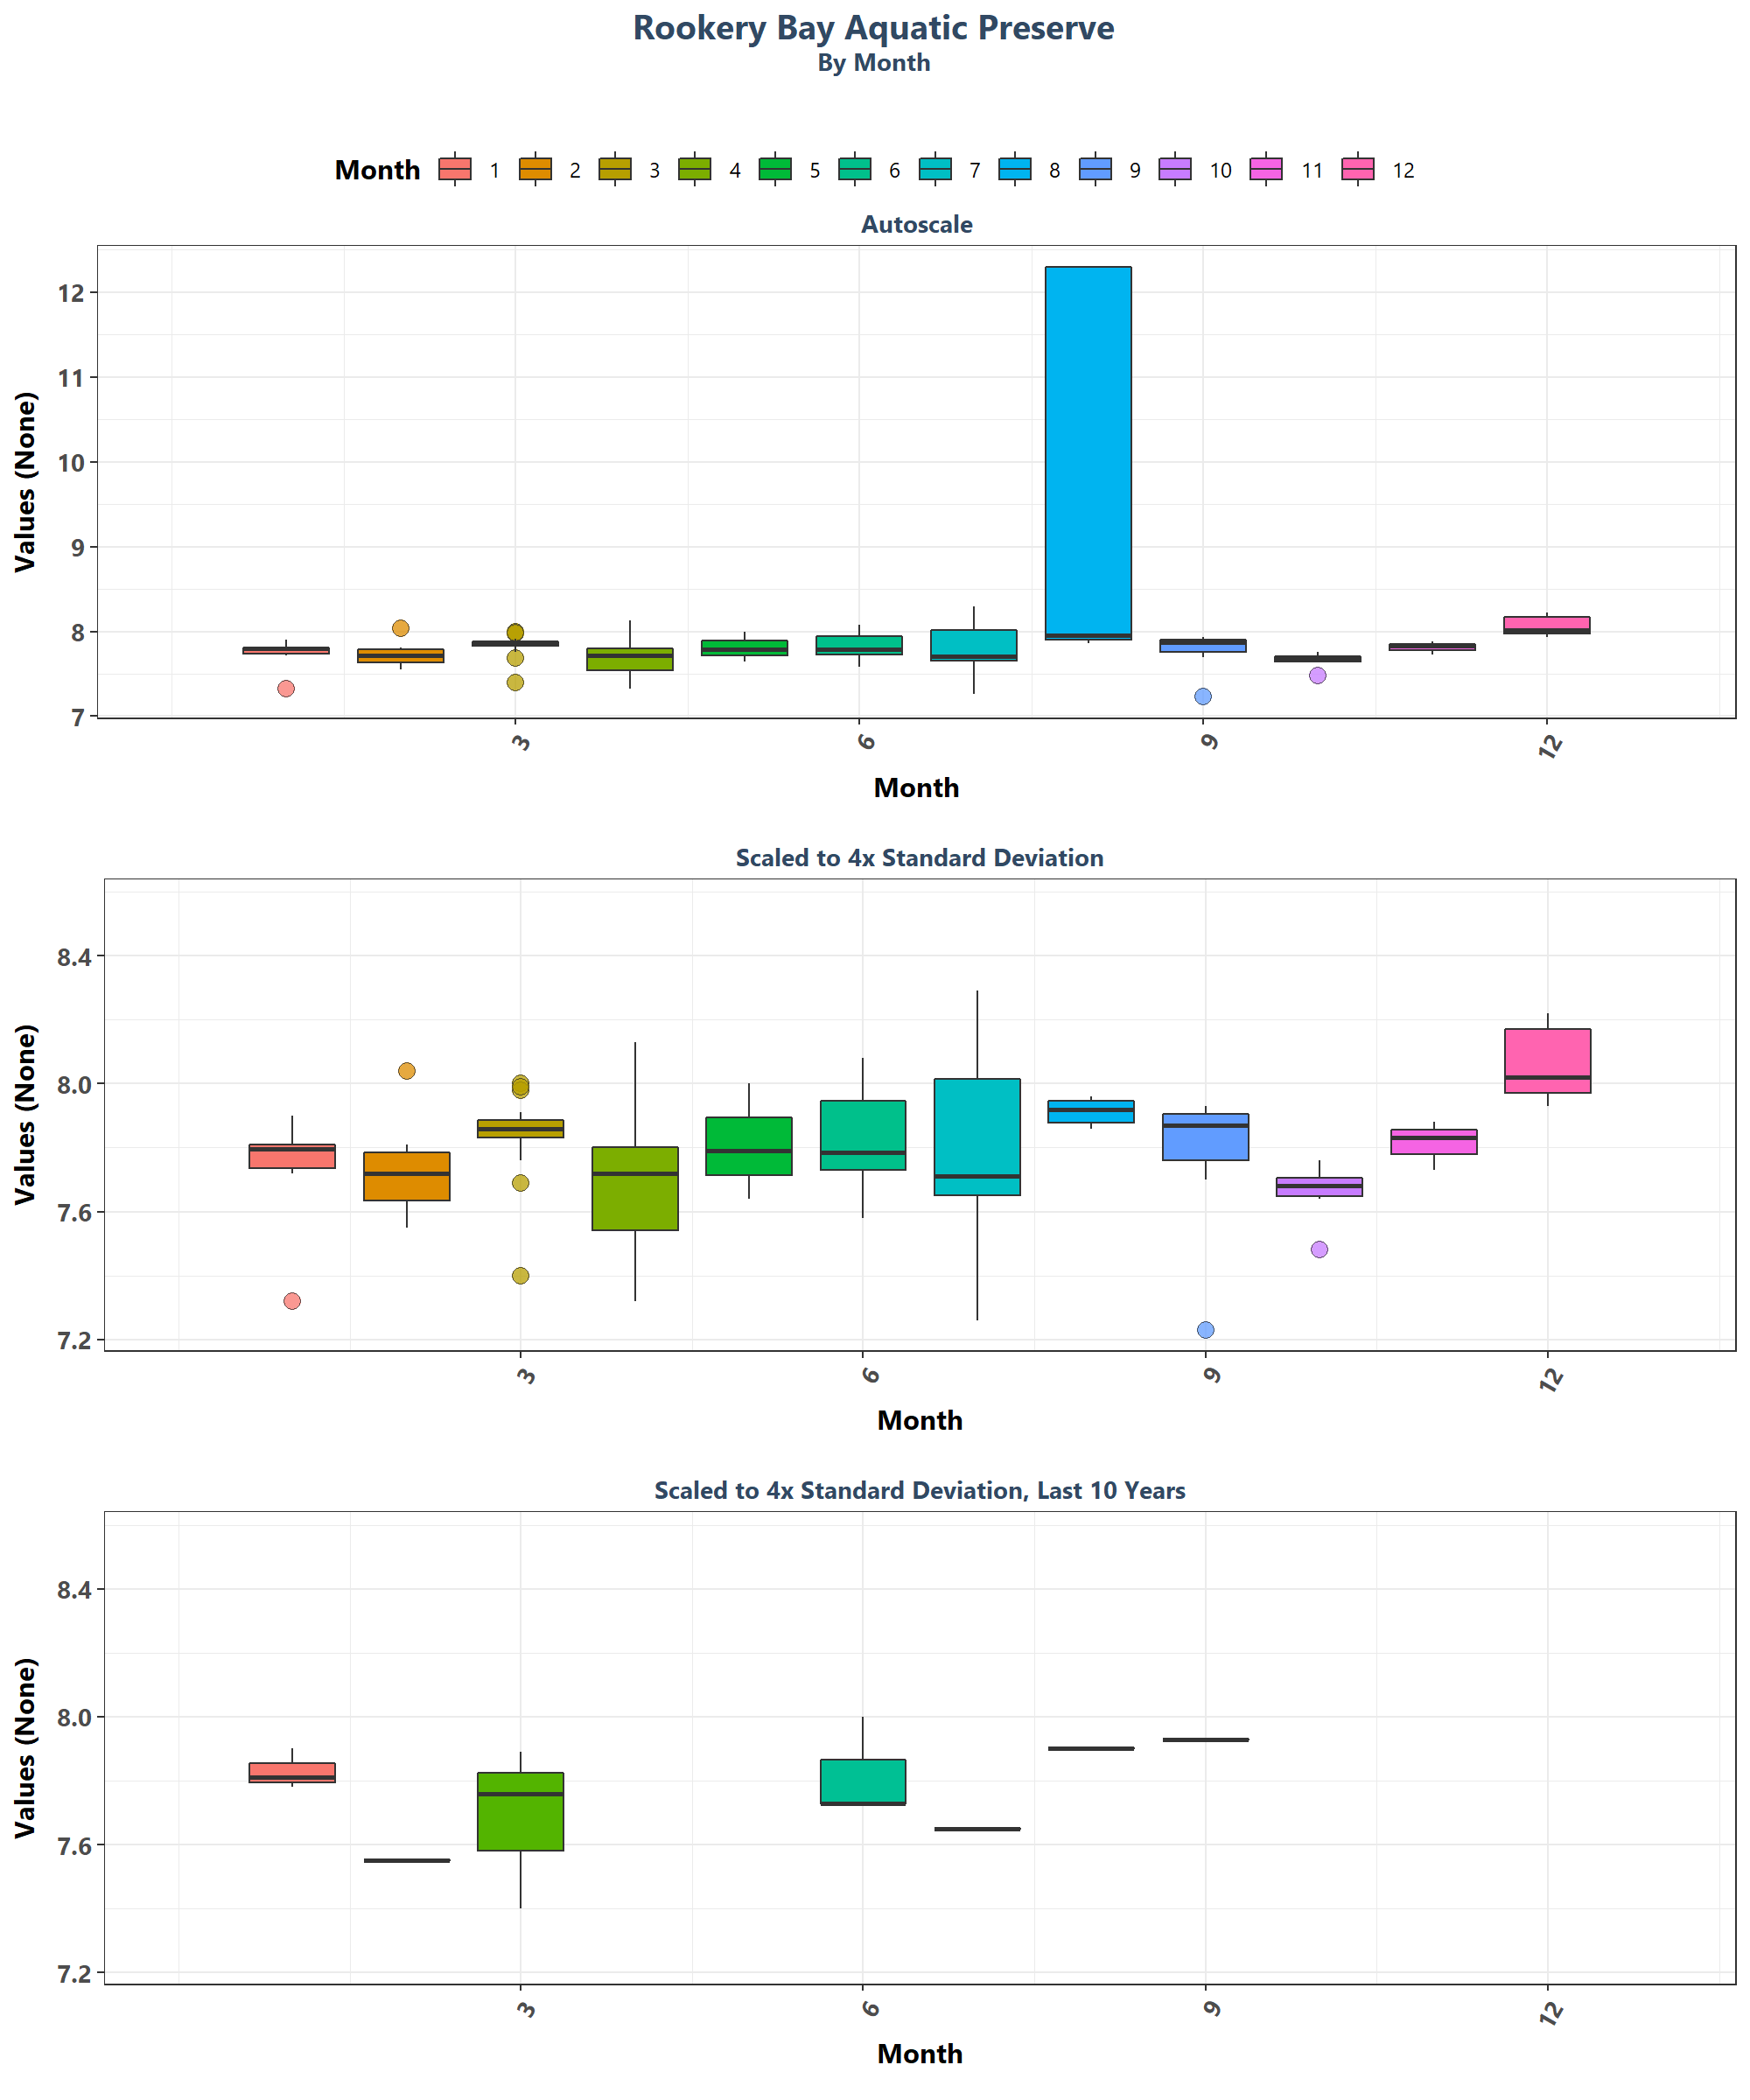 Rookery Bay Aquatic Preserve
By Month
Month 1 2 3 4 5 6 7 8 9 10 11 12
Autoscale
Values (None)
12
11
10
9
8
7
3 6 9 12
Month
Scaled to 4x Standard Deviation
Values (None)
8.4
8.0
7.6
7.2
3 6 9 12
Month
Scaled to 4x Standard Deviation, Last 10 Years
Values (None)
8.4
8.0
7.6
7.2
3 6 9 12
Month